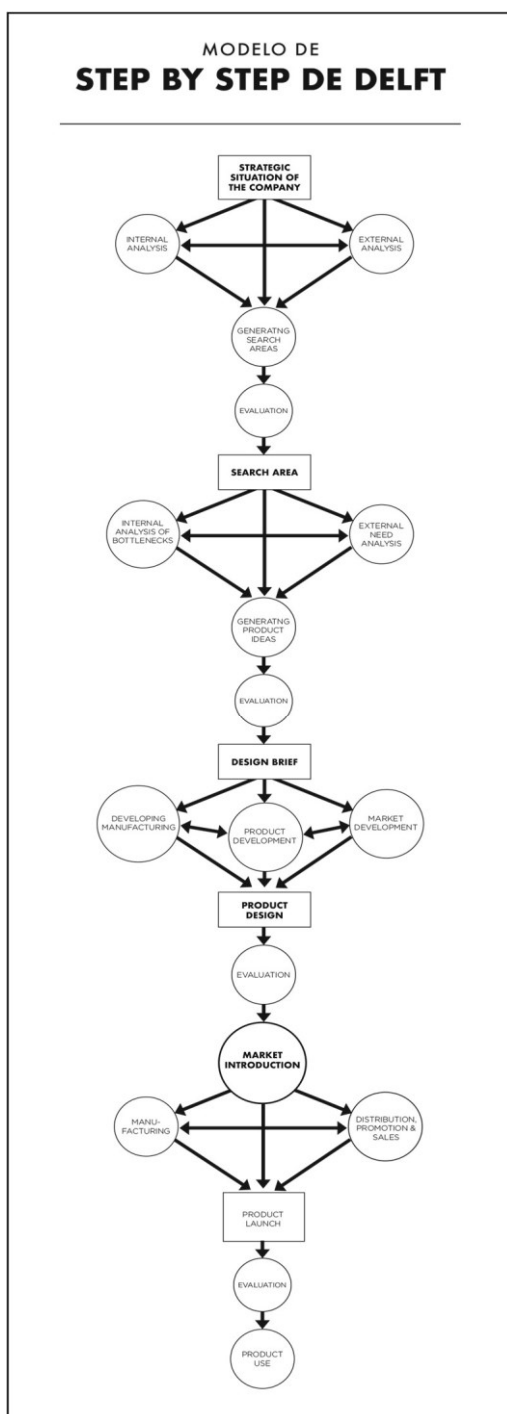 MODELO DE
STEP BY STEP DE DELFT
STRATEGIC
SITUATION OF
THE COMPANY
INTERNAL
ANALYSIS
EXTERNAL
ANALYSIS
GENERATNG
SEARCH
AREAS
EVALUATION
SEARCH AREA
INTERNAL
ANALYSIS OF
BOTTLENECKS
EXTERNAL
NEED
ANALYSIS
GENERATNG
PRODUCT
IDEAS
EVALUATION
DESIGN BRIEF
DEVELOPING
MANUFACTURING
PRODUCT
DEVELOPMENT
MARKET
DEVELOPMENT
PRODUCT
DESIGN
EVALUATION
MARKET
INTRODUCTION
MANU-
FACTURING
DISTRIBUTION,
PROMOTION &
SALES
PRODUCT
LAUNCH
EVALUATION
PRODUCT
USE